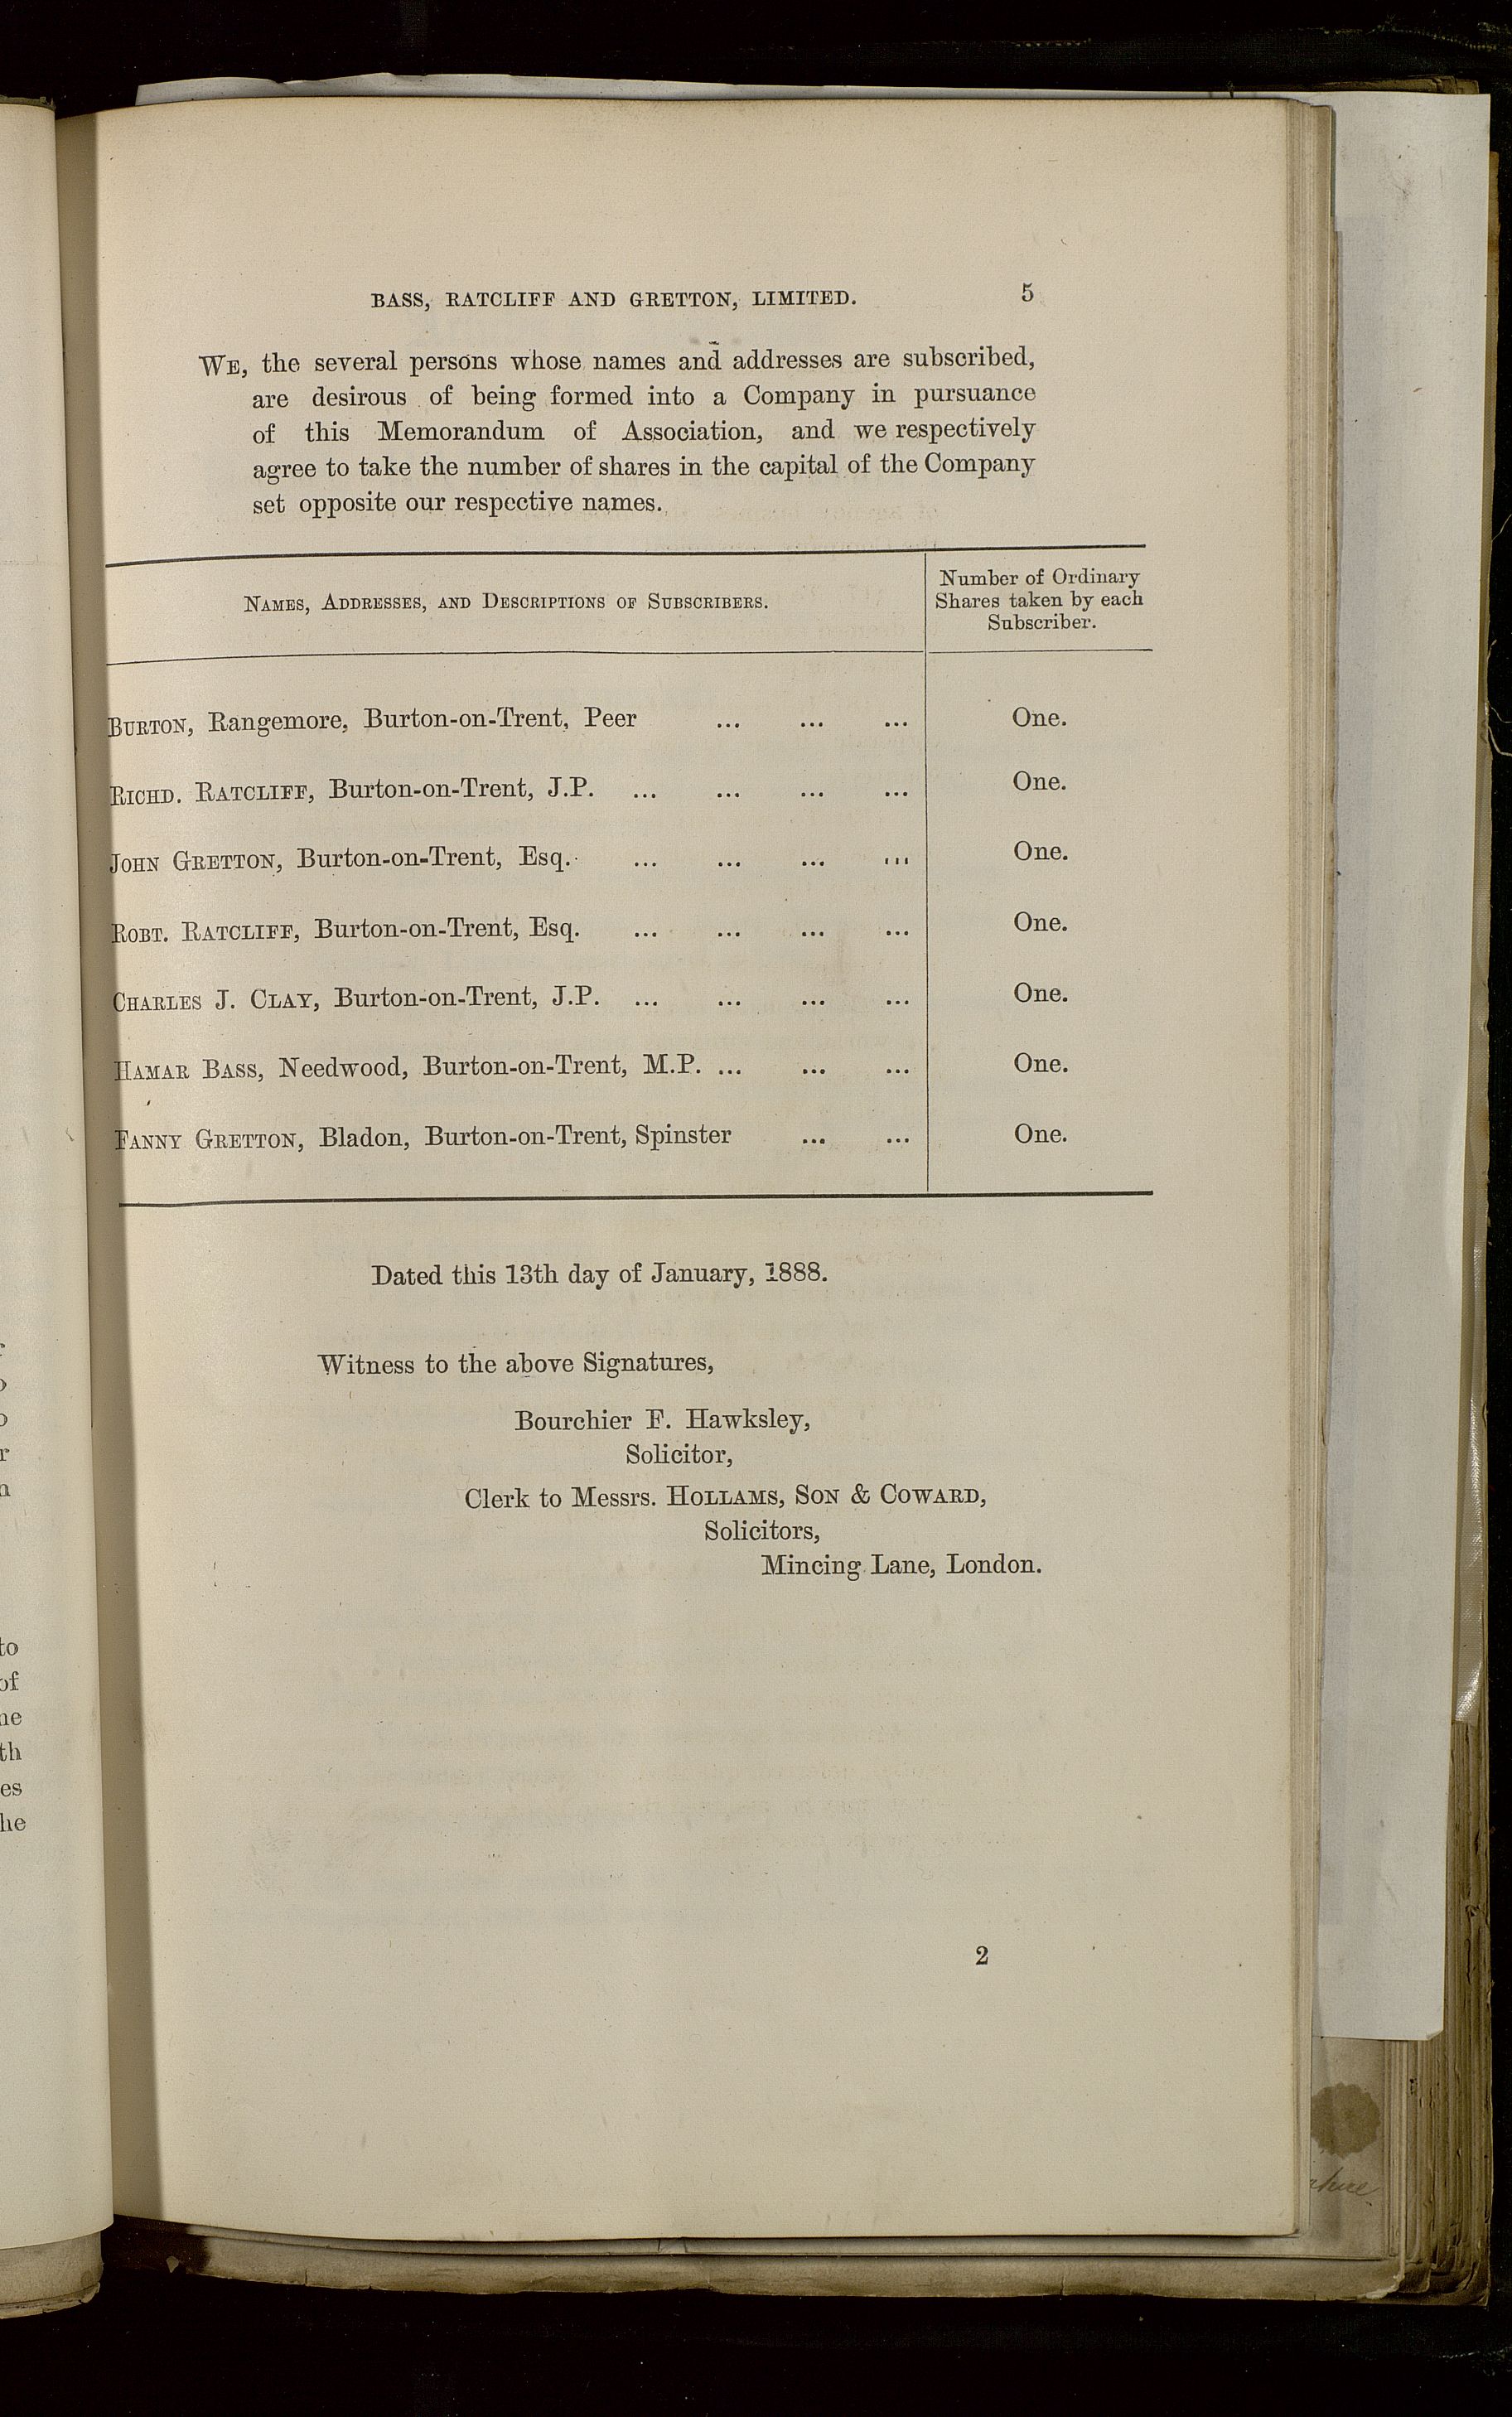 BASS, RATCLIFF AND GRETTON, LIMITED. 5
WE, the several persons whose names and addresses are subscribed,
are desirous of being formed into a Company in pursuance
of this Memorandum of Association, and we respectively
agree to take the number of shares in the capital of the Company
set opposite our respective names.
NAMES, ADDRESSES, AND DESCRIPTIONS OF SUBSCRIBERS.
Number of Ordinary
Shares taken by each
Subscriber.
BURTON, Rangemore, Burton-on-Trent, Peer ... ... ... One.
RICHD. RATCLIFF, Burton-on-Trent, J.P. ... ... ... ... One.
JOHN GRETTON, Burton-on-Trent, Esq. ... ... ... ... One.
ROBT. RATCLIFF, Burton-on-Trent, Esq. ... ... ... ... One.
CHARLES J. CLAY, Burton-on-Trent, J.P. ... ... ... ... One.
HAMAR BASS, Needwood, Burton-on-Trent, M.P. ... ... ... One.
FANNY GRETTON, Bladon, Burton-on-Trent, Spinster ... ... One.
Dated this 13th day of January, 1888.
Witness to the above Signatures,
Bourchier F. Hawksley,
Solicitor,
Clerk to Messrs. HOLLAMS, SON & COWARD,
Solicitors,
Mincing Lane, London.
2